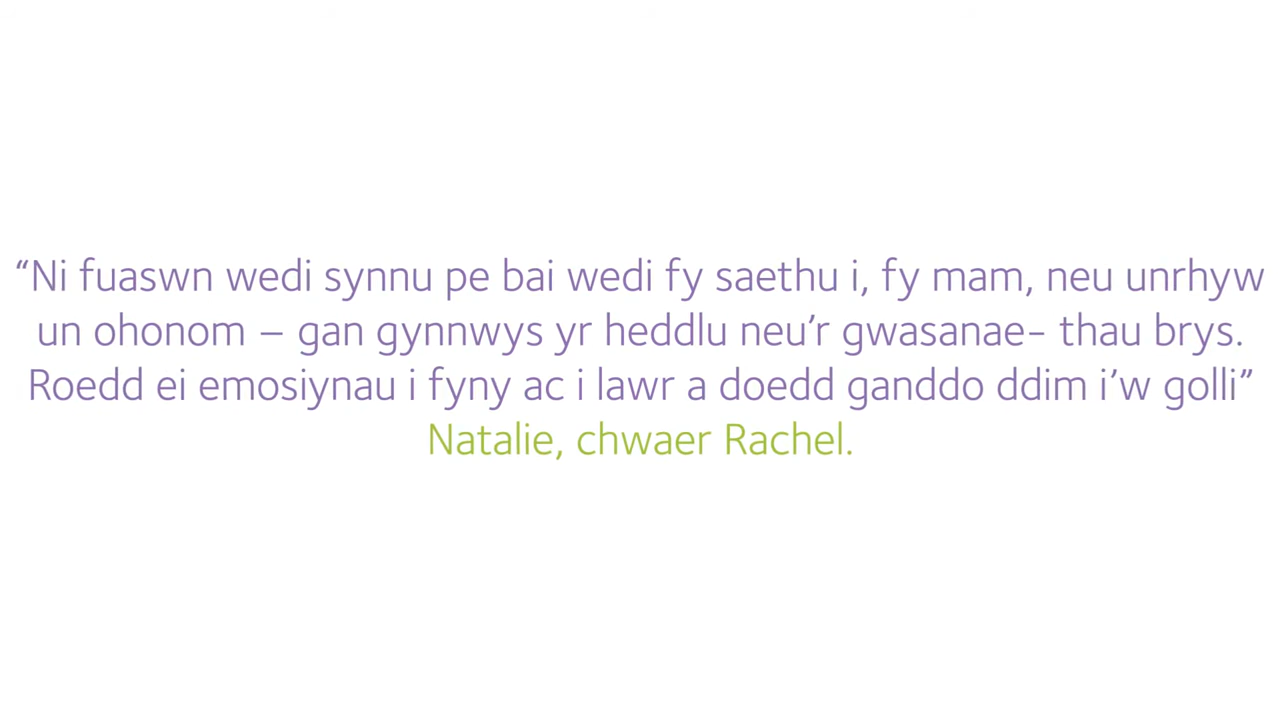 “Ni fuaswn wedi synnu pe bai wedi fy saethu i, fy mam, neu unrhyw
un ohonom – gan gynnwys yr heddlu neu’r gwasanae- thau brys.
Roedd ei emosiynau i fyny ac i lawr a doedd ganddo ddim i’w golli”
Natalie, chwaer Rachel.